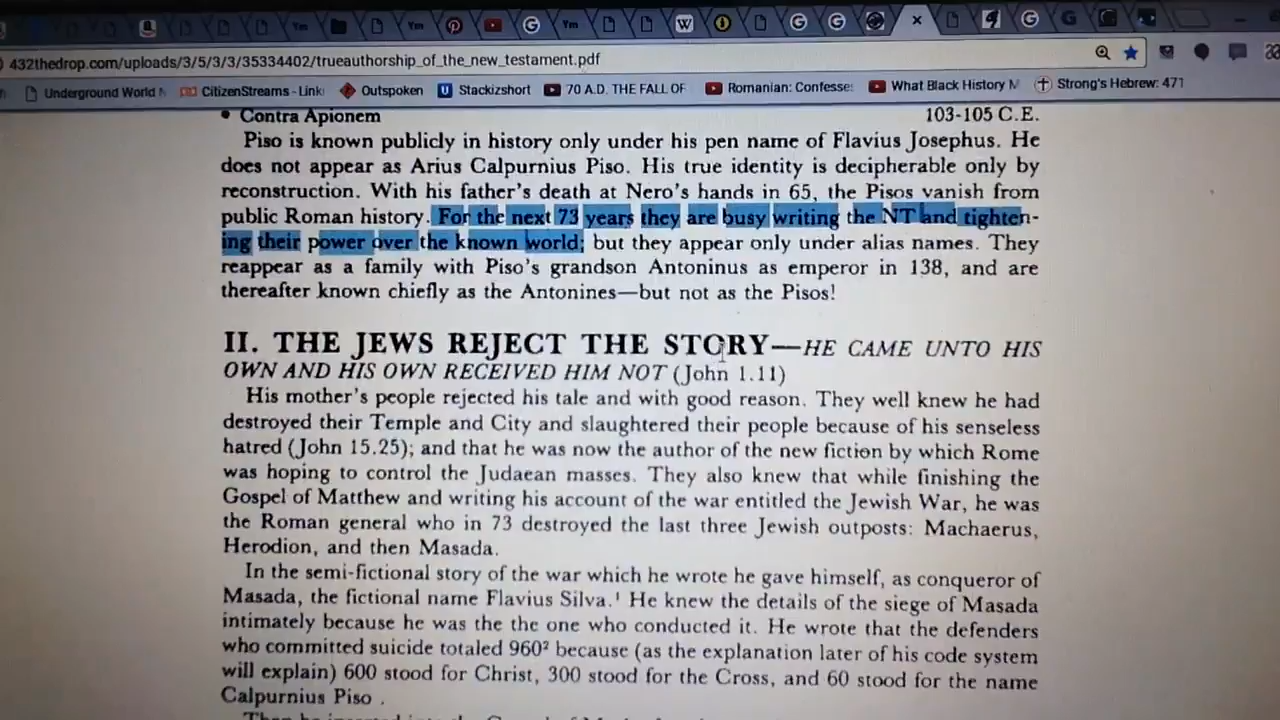 Ym
Ym
Ym
W
G
G
G
G
G
432thedrop.com/uploads/3/5/3/3/35334402/trueauthorship_of_the_new_testament.pdf
Underground World N CitizenStreams - Link Outspoken Stackizshort 70 A.D. THE FALL OF Romanian: Confesse: What Black History M Strong's Hebrew: 471
• Contra Apionem 103-105 C.E.
Piso is known publicly in history only under his pen name of Flavius Josephus. He
does not appear as Arius Calpurnius Piso. His true identity is decipherable only by
reconstruction. With his father's death at Nero's hands in 65, the Pisos vanish from
public Roman history. For the next 73 years they are busy writing the NT and tighten-
ing their power over the known world; but they appear only under alias names. They
reappear as a family with Piso's grandson Antoninus as emperor in 138, and are
thereafter known chiefly as the Antonines—but not as the Pisos!
II. THE JEWS REJECT THE STORY—HE CAME UNTO HIS
OWN AND HIS OWN RECEIVED HIM NOT (John 1.11)
His mother's people rejected his tale and with good reason. They well knew he had
destroyed their Temple and City and slaughtered their people because of his senseless
hatred (John 15.25); and that he was now the author of the new fiction by which Rome
was hoping to control the Judaean masses. They also knew that while finishing the
Gospel of Matthew and writing his account of the war entitled the Jewish War, he was
the Roman general who in 73 destroyed the last three Jewish outposts: Machaerus,
Herodion, and then Masada.
In the semi-fictional story of the war which he wrote he gave himself, as conqueror of
Masada, the fictional name Flavius Silva.¹ He knew the details of the siege of Masada
intimately because he was the the one who conducted it. He wrote that the defenders
who committed suicide totaled 960² because (as the explanation later of his code system
will explain) 600 stood for Christ, 300 stood for the Cross, and 60 stood for the name
Calpurnius Piso .